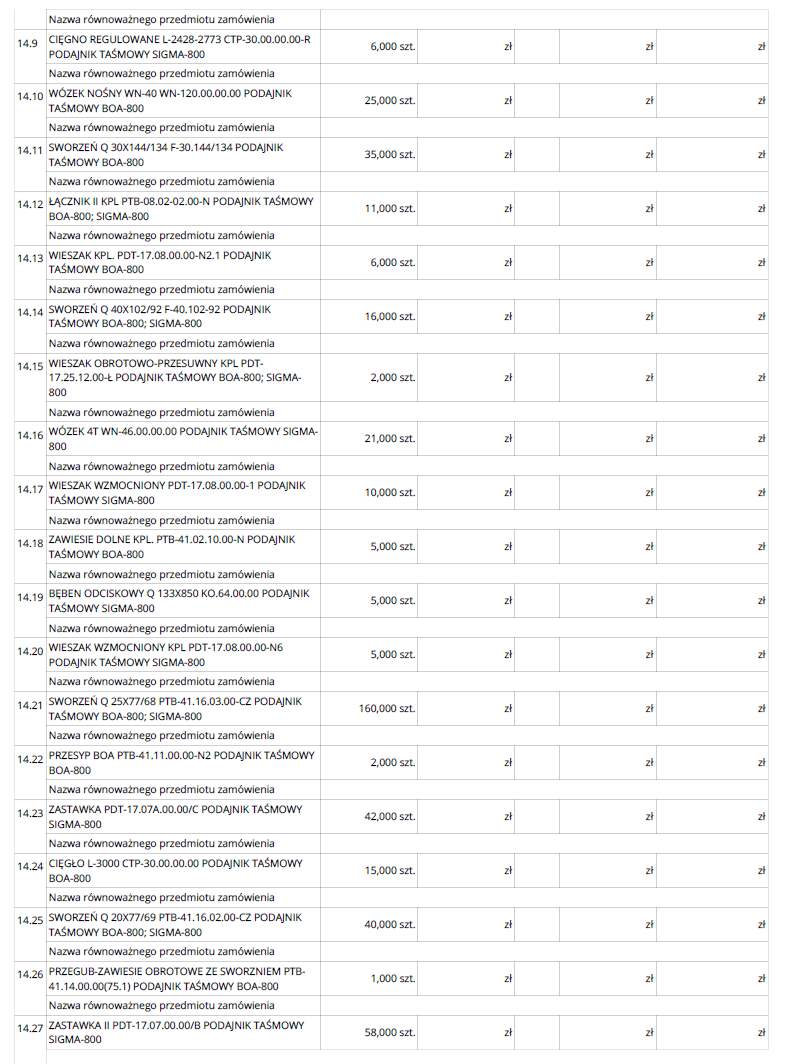 Nazwa równoważnego przedmiotu zamówienia
14.9 CIĘGNO REGULOWANE L-2428-2773 CTP-30.00.00.00-R 6,000 szt. zł zł zł
PODAJNIK TAŚMOWY SIGMA-800
Nazwa równoważnego przedmiotu zamówienia
14.10 WÓZEK NOŚNY WN-40 WN-120.00.00.00 PODAJNIK 25,000 szt. zł zł zł
TAŚMOWY BOA-800
Nazwa równoważnego przedmiotu zamówienia
14.11 SWORZEŃ Q 30X144/134 F-30.144/134 PODAJNIK 35,000 szt. zł zł zł
TAŚMOWY BOA-800
Nazwa równoważnego przedmiotu zamówienia
14.12 ŁĄCZNIK II KPL PTB-08.02-02.00-N PODAJNIK TAŚMOWY 11,000 szt. zł zł zł
BOA-800; SIGMA-800
Nazwa równoważnego przedmiotu zamówienia
14.13 WIESZAK KPL. PDT-17.08.00.00-N2.1 PODAJNIK 6,000 szt. zł zł zł
TAŚMOWY BOA-800
Nazwa równoważnego przedmiotu zamówienia
14.14 SWORZEŃ Q 40X102/92 F-40.102-92 PODAJNIK 16,000 szt. zł zł zł
TAŚMOWY BOA-800; SIGMA-800
Nazwa równoważnego przedmiotu zamówienia
14.15 WIESZAK OBROTOWO-PRZESUWNY KPL PDT-
17.25.12.00-Ł PODAJNIK TAŚMOWY BOA-800; SIGMA- 2,000 szt. zł zł zł
800
Nazwa równoważnego przedmiotu zamówienia
14.16 WÓZEK 4T WN-46.00.00.00 PODAJNIK TAŚMOWY SIGMA- 21,000 szt. zł zł zł
800
Nazwa równoważnego przedmiotu zamówienia
14.17 WIESZAK WZMOCNIONY PDT-17.08.00.00-1 PODAJNIK 10,000 szt. zł zł zł
TAŚMOWY SIGMA-800
Nazwa równoważnego przedmiotu zamówienia
14.18 ZAWIESIE DOLNE KPL. PTB-41.02.10.00-N PODAJNIK 5,000 szt. zł zł zł
TAŚMOWY BOA-800
Nazwa równoważnego przedmiotu zamówienia
14.19 BĘBEN ODCISKOWY Q 133X850 KO.64.00.00 PODAJNIK 5,000 szt. zł zł zł
TAŚMOWY SIGMA-800
Nazwa równoważnego przedmiotu zamówienia
14.20 WIESZAK WZMOCNIONY KPL PDT-17.08.00.00-N6 5,000 szt. zł zł zł
PODAJNIK TAŚMOWY SIGMA-800
Nazwa równoważnego przedmiotu zamówienia
14.21 SWORZEŃ Q 25X77/68 PTB-41.16.03.00-CZ PODAJNIK 160,000 szt. zł zł zł
TAŚMOWY BOA-800; SIGMA-800
Nazwa równoważnego przedmiotu zamówienia
14.22 PRZESYP BOA PTB-41.11.00.00-N2 PODAJNIK TAŚMOWY 2,000 szt. zł zł zł
BOA-800
Nazwa równoważnego przedmiotu zamówienia
14.23 ZASTAWKA PDT-17.07A.00.00/C PODAJNIK TAŚMOWY 42,000 szt. zł zł zł
SIGMA-800
Nazwa równoważnego przedmiotu zamówienia
14.24 CIĘGŁO L-3000 CTP-30.00.00.00 PODAJNIK TAŚMOWY 15,000 szt. zł zł zł
BOA-800
Nazwa równoważnego przedmiotu zamówienia
14.25 SWORZEŃ Q 20X77/69 PTB-41.16.02.00-CZ PODAJNIK 40,000 szt. zł zł zł
TAŚMOWY BOA-800; SIGMA-800
Nazwa równoważnego przedmiotu zamówienia
14.26 PRZEGUB-ZAWIESIE OBROTOWE ZE SWORZNIEM PTB- 1,000 szt. zł zł zł
41.14.00.00(75.1) PODAJNIK TAŚMOWY BOA-800
Nazwa równoważnego przedmiotu zamówienia
14.27 ZASTAWKA II PDT-17.07.00.00/B PODAJNIK TAŚMOWY 58,000 szt. zł zł zł
SIGMA-800